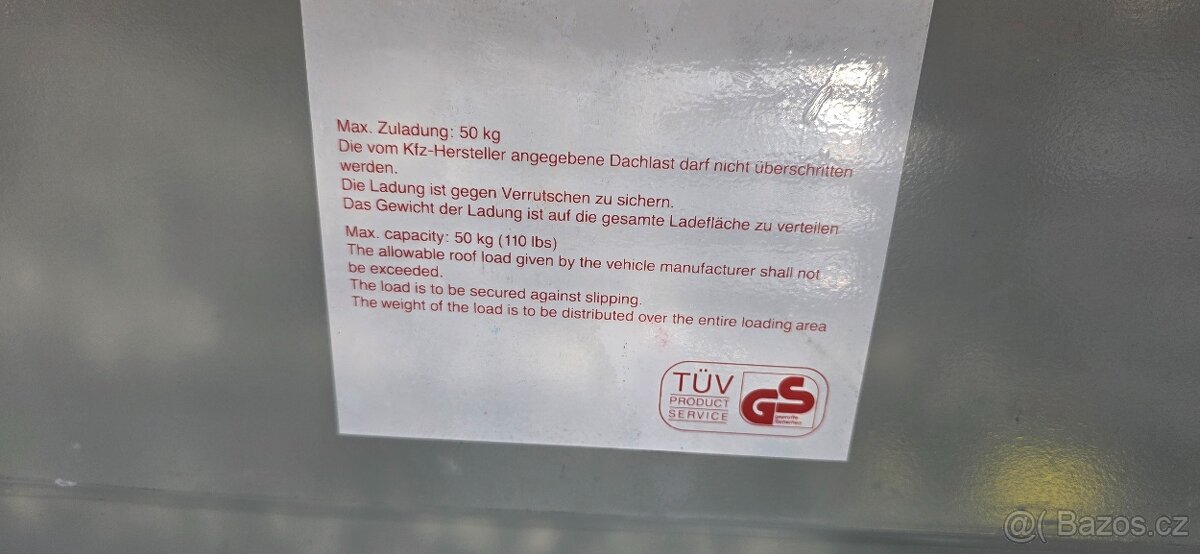 Max. Zuladung: 50 kg
Die vom Kfz-Hersteller angegebene Dachlast darf nicht überschritten
werden.
Die Ladung ist gegen Verrutschen zu sichern.
Das Gewicht der Ladung ist auf die gesamte Ladefläche zu verteilen
Max. capacity: 50 kg (110 lbs)
The allowable roof load given by the vehicle manufacturer shall not
be exceeded.
The load is to be secured against slipping.
The weight of the load is to be distributed over the entire loading area
TÜV
PRODUCT
SERVICE
GS
geprüfte
Sicherheit
@( Bazos.cz